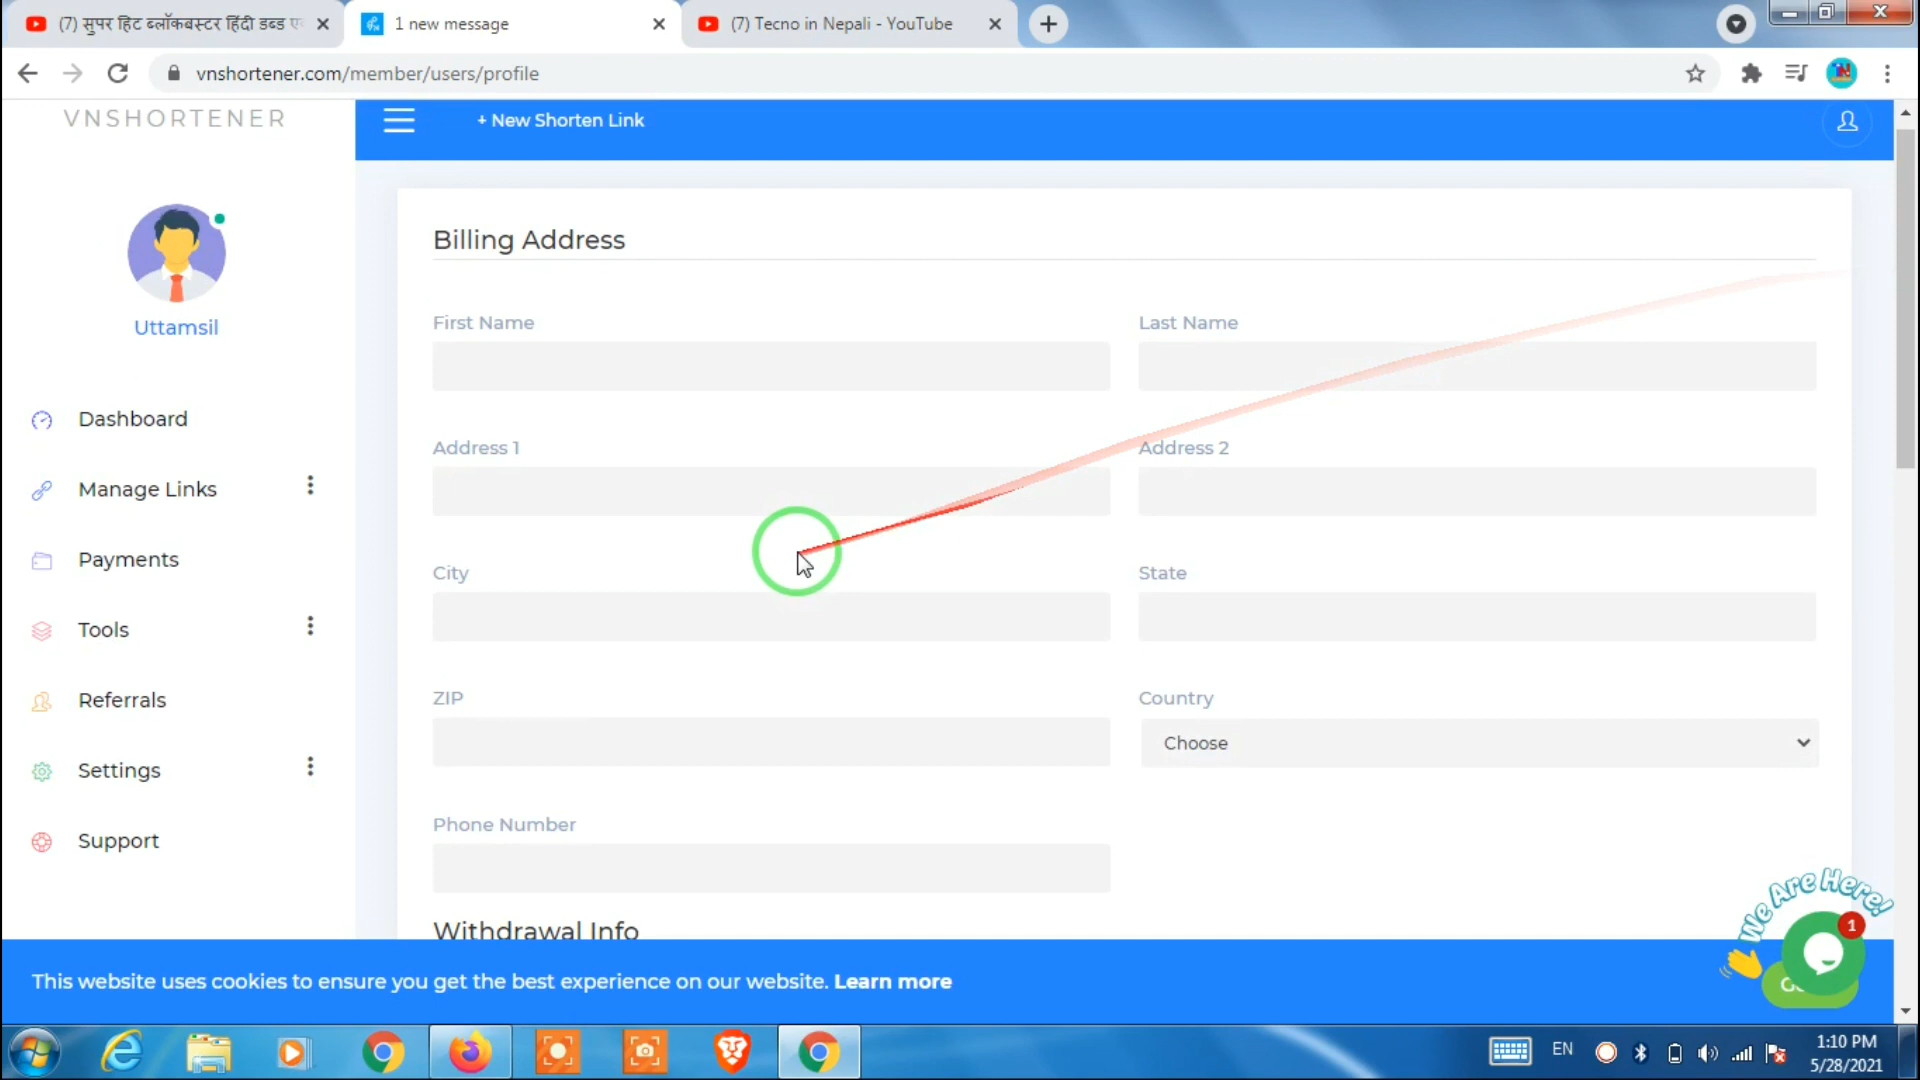 (7) सुपर हिट ब्लॉकबस्टर हिंदी डब्ड
1 new message
(7) Tecno in Nepali - YouTube
vnshortener.com/member/users/profile
VNSHORTENER
+ New Shorten Link
Uttamsil
Dashboard
Manage Links
Payments
Tools
Referrals
Settings
Support
Billing Address
First Name
Last Name
Address 1
Address 2
City
State
ZIP
Country
Choose
Phone Number
Withdrawal Info
We Are Here!
1
This website uses cookies to ensure you get the best experience on our website. Learn more
EN
1:10 PM
5/28/2021